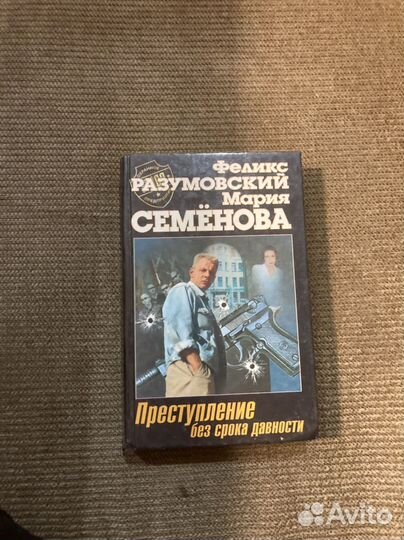 Феликс
РАЗУМОВСКИЙ
Мария
СЕМЁНОВА
Преступление
без срока давности
Avito